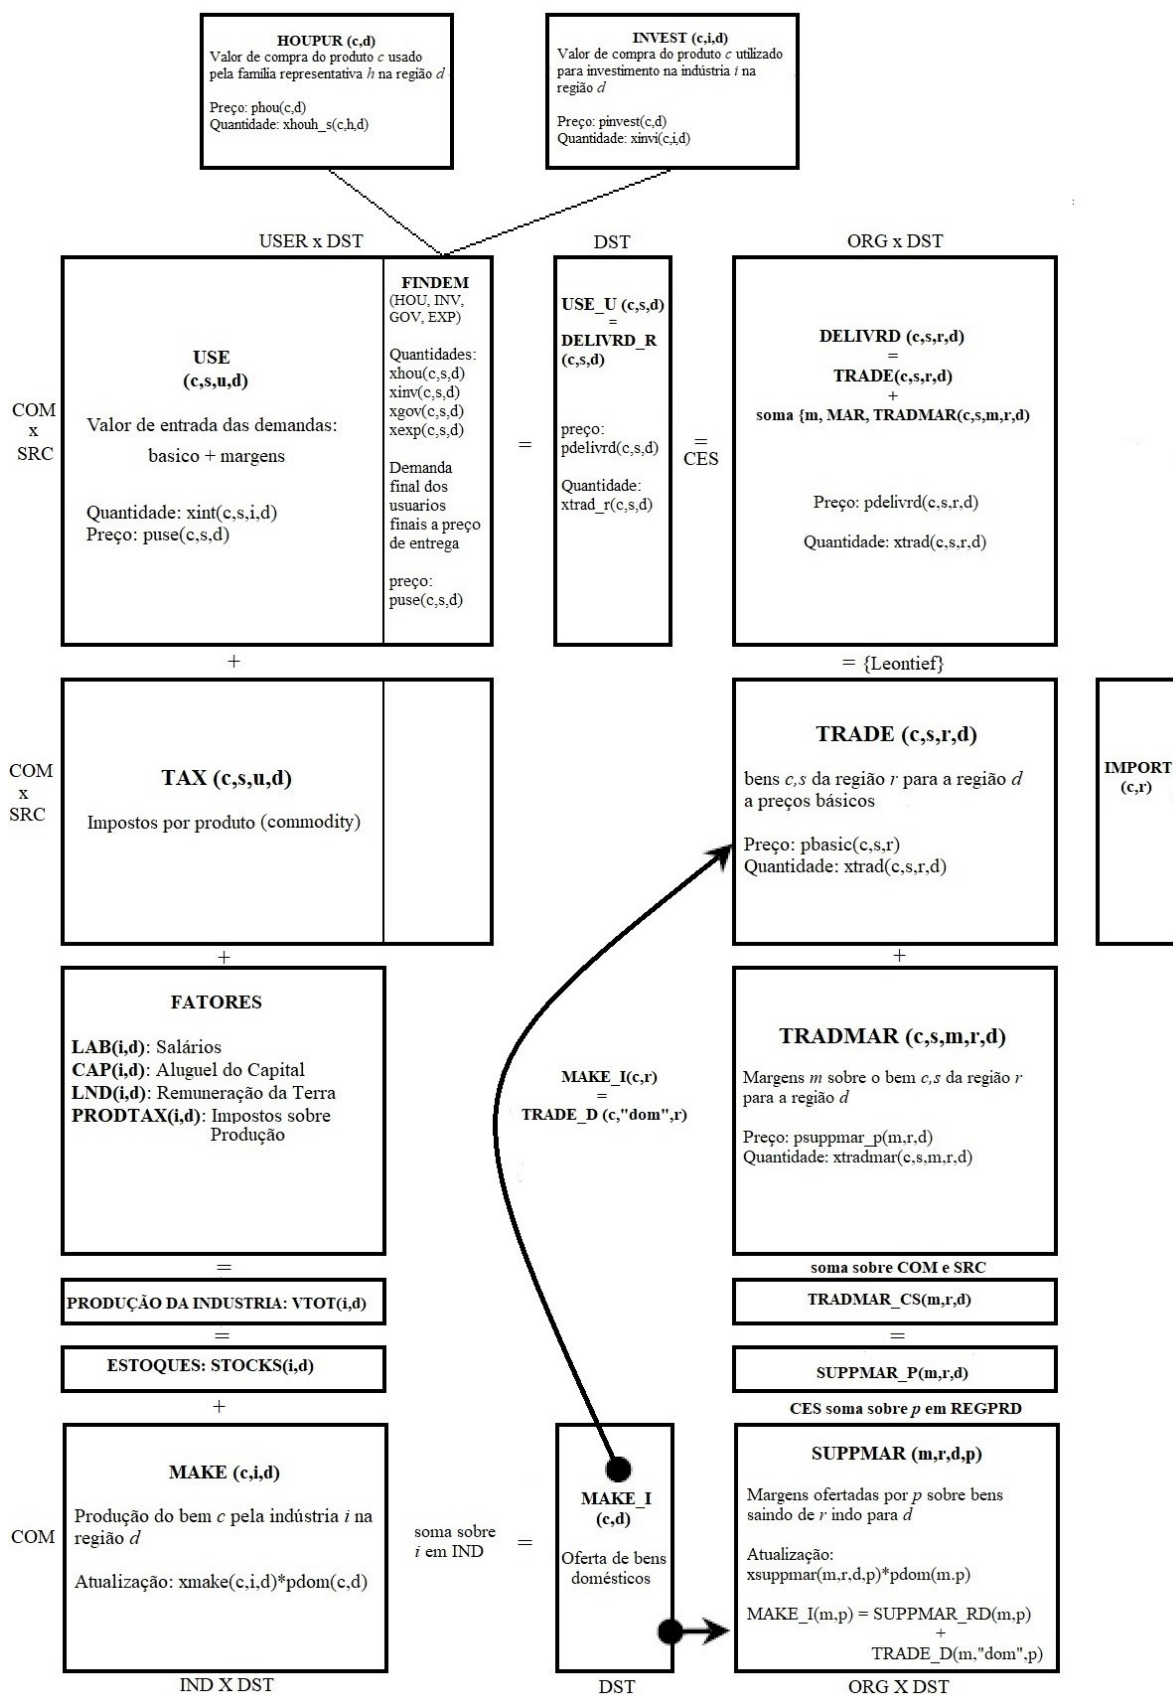 HOUPUR (c,d)
Valor de compra do produto c usado
pela familia representativa h na região d
Preço: phou(c,d)
Quantidade: xhouh_s(c,h,d)
INVEST (c,i,d)
Valor de compra do produto c utilizado
para investimento na indústria i na
região d
Preço: pinvest(c,d)
Quantidade: xinvi(c,i,d)
USER x DST
DST
ORG x DST
COM
x
SRC
USE
(c,s,u,d)
Valor de entrada das demandas:
basico + margens
Quantidade: xint(c,s,i,d)
Preço: puse(c,s,d)
FINDEM
(HOU, INV,
GOV, EXP)
Quantidades:
xhou(c,s,d)
xinv(c,s,d)
xgov(c,s,d)
xexp(c,s,d)
Demanda
final dos
usuarios
finais a preço
de entrega
preço:
puse(c,s,d)
=
USE_U (c,s,d)
=
DELIVRD_R
(c,s,d)
preço:
pdelivrd(c,s,d)
Quantidade:
xtrad_r(c,s,d)
=
CES
DELIVRD (c,s,r,d)
=
TRADE(c,s,r,d)
+
soma {m, MAR, TRADMAR(c,s,m,r,d)
Preço: pdelivrd(c,s,r,d)
Quantidade: xtrad(c,s,r,d)
+
= {Leontief}
COM
x
SRC
TAX (c,s,u,d)
Impostos por produto (commodity)
TRADE (c,s,r,d)
bens c,s da região r para a região d
a preços básicos
Preço: pbasic(c,s,r)
Quantidade: xtrad(c,s,r,d)
IMPORT
(c,r)
+
+
FATORES
LAB(i,d): Salários
CAP(i,d): Aluguel do Capital
LND(i,d): Remuneração da Terra
PRODTAX(i,d): Impostos sobre
Produção
MAKE_I(c,r)
=
TRADE_D (c,"dom",r)
TRADMAR (c,s,m,r,d)
Margens m sobre o bem c,s da região r
para a região d
Preço: psuppmar_p(m,r,d)
Quantidade: xtradmar(c,s,m,r,d)
=
soma sobre COM e SRC
PRODUÇÃO DA INDUSTRIA: VTOT(i,d)
TRADMAR_CS(m,r,d)
=
=
ESTOQUES: STOCKS(i,d)
SUPPMAR_P(m,r,d)
+
CES soma sobre p em REGPRD
COM
MAKE (c,i,d)
Produção do bem c pela indústria i na
região d
Atualização: xmake(c,i,d)*pdom(c,d)
soma sobre
i em IND
=
MAKE_I
(c,d)
Oferta de bens
domésticos
SUPPMAR (m,r,d,p)
Margens ofertadas por p sobre bens
saindo de r indo para d
Atualização:
xsuppmar(m,r,d,p)*pdom(m.p)
MAKE_I(m,p) = SUPPMAR_RD(m,p)
+
TRADE_D(m,"dom",p)
IND X DST
DST
ORG X DST